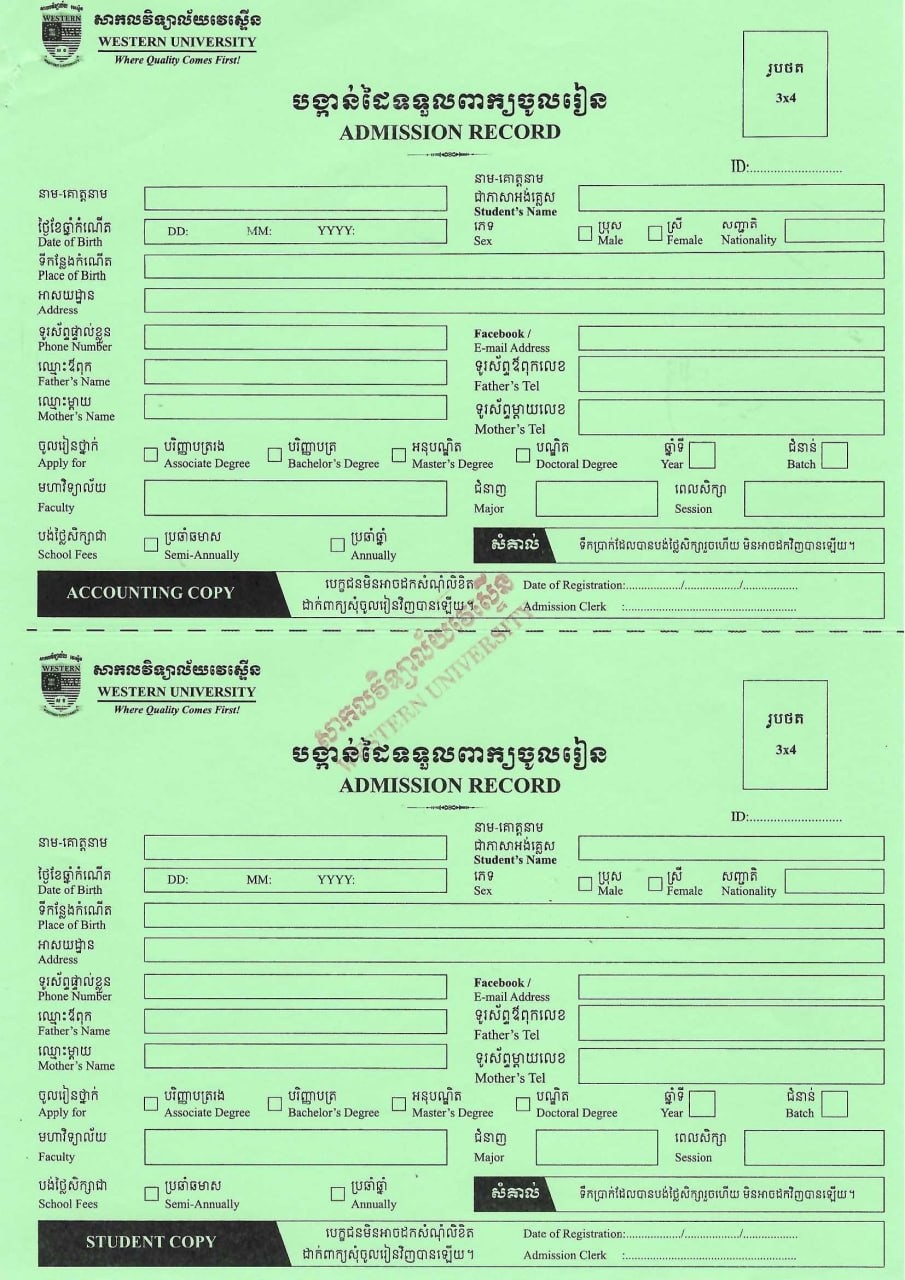 WESTERN
សាកលវិទ្យាល័យវេស្ទើន
WESTERN UNIVERSITY
Where Quality Comes First!
រូបថត
3x4
បង្កាន់ដៃទទួលពាក្យចូលរៀន
ADMISSION RECORD
ID:............................
នាម-គោត្តនាម
នាម-គោត្តនាម
ជាភាសាអង់គ្លេស
Student's Name
ថ្ងៃខែឆ្នាំកំណើត
Date of Birth
DD: MM: YYYY:
ភេទ
Sex
ប្រុស
Male
ស្រី
Female
សញ្ជាតិ
Nationality
ទីកន្លែងកំណើត
Place of Birth
អាសយដ្ឋាន
Address
ទូរស័ព្ទផ្ទាល់ខ្លួន
Phone Number
Facebook /
E-mail Address
ឈ្មោះឪពុក
Father's Name
ទូរស័ព្ទឪពុកលេខ
Father's Tel
ឈ្មោះម្តាយ
Mother's Name
ទូរស័ព្ទម្តាយលេខ
Mother's Tel
ចូលរៀនថ្នាក់
Apply for
បរិញ្ញាបត្ររង
Associate Degree
បរិញ្ញាបត្រ
Bachelor's Degree
អនុបណ្ឌិត
Master's Degree
បណ្ឌិត
Doctoral Degree
ឆ្នាំទី
Year
ជំនាន់
Batch
មហាវិទ្យាល័យ
Faculty
ជំនាញ
Major
ពេលសិក្សា
Session
បង់ថ្លៃសិក្សាជា
School Fees
ប្រចាំឆមាស
Semi-Annually
ប្រចាំឆ្នាំ
Annually
សំគាល់
ទឹកប្រាក់ដែលបានបង់ថ្លៃសិក្សារួចហើយ មិនអាចដកវិញបានឡើយ។
ACCOUNTING COPY
បេក្ខជនមិនអាចដកសំណុំលិខិត
ដាក់ពាក្យសុំចូលរៀនវិញបានឡើយ។
Date of Registration:................../..................../..................
Admission Clerk :......................................................
សាកលវិទ្យាល័យវេស្ទើន
WESTERN UNIVERSITY
WESTERN
សាកលវិទ្យាល័យវេស្ទើន
WESTERN UNIVERSITY
Where Quality Comes First!
រូបថត
3x4
បង្កាន់ដៃទទួលពាក្យចូលរៀន
ADMISSION RECORD
ID:............................
នាម-គោត្តនាម
នាម-គោត្តនាម
ជាភាសាអង់គ្លេស
Student's Name
ថ្ងៃខែឆ្នាំកំណើត
Date of Birth
DD: MM: YYYY:
ភេទ
Sex
ប្រុស
Male
ស្រី
Female
សញ្ជាតិ
Nationality
ទីកន្លែងកំណើត
Place of Birth
អាសយដ្ឋាន
Address
ទូរស័ព្ទផ្ទាល់ខ្លួន
Phone Number
Facebook /
E-mail Address
ឈ្មោះឪពុក
Father's Name
ទូរស័ព្ទឪពុកលេខ
Father's Tel
ឈ្មោះម្តាយ
Mother's Name
ទូរស័ព្ទម្តាយលេខ
Mother's Tel
ចូលរៀនថ្នាក់
Apply for
បរិញ្ញាបត្ររង
Associate Degree
បរិញ្ញាបត្រ
Bachelor's Degree
អនុបណ្ឌិត
Master's Degree
បណ្ឌិត
Doctoral Degree
ឆ្នាំទី
Year
ជំនាន់
Batch
មហាវិទ្យាល័យ
Faculty
ជំនាញ
Major
ពេលសិក្សា
Session
បង់ថ្លៃសិក្សាជា
School Fees
ប្រចាំឆមាស
Semi-Annually
ប្រចាំឆ្នាំ
Annually
សំគាល់
ទឹកប្រាក់ដែលបានបង់ថ្លៃសិក្សារួចហើយ មិនអាចដកវិញបានឡើយ។
STUDENT COPY
បេក្ខជនមិនអាចដកសំណុំលិខិត
ដាក់ពាក្យសុំចូលរៀនវិញបានឡើយ។
Date of Registration:................../..................../..................
Admission Clerk :......................................................